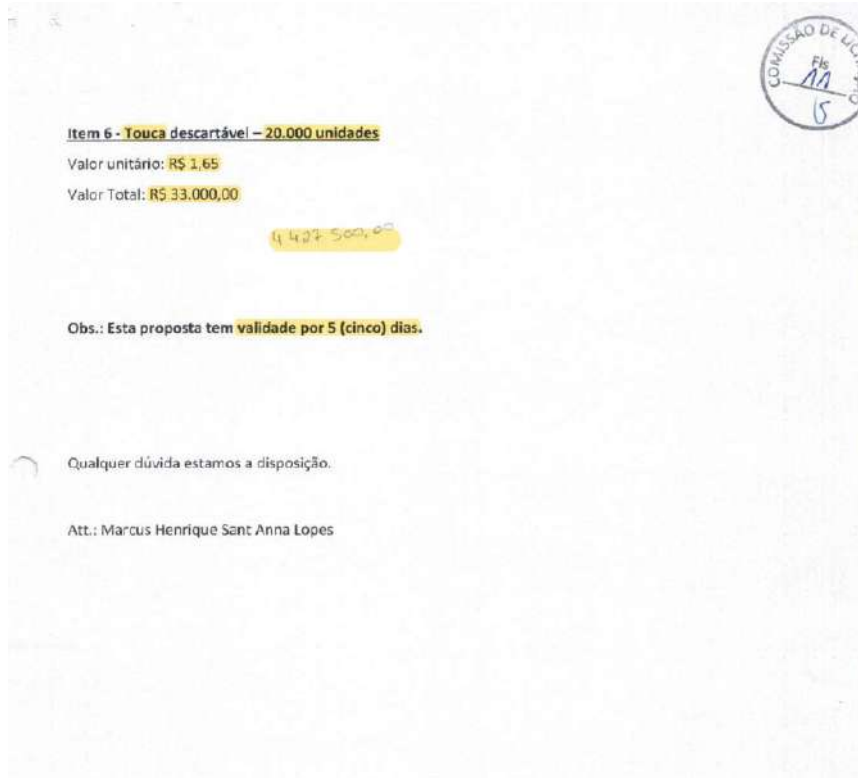 COMISSÃO DE
Fls
11
Item 6 - Touca descartável – 20.000 unidades
Valor unitário: R$ 1,65
Valor Total: R$ 33.000,00
4 427 500,00
Obs.: Esta proposta tem validade por 5 (cinco) dias.
Qualquer dúvida estamos a disposição.
Att.: Marcus Henrique Sant Anna Lopes